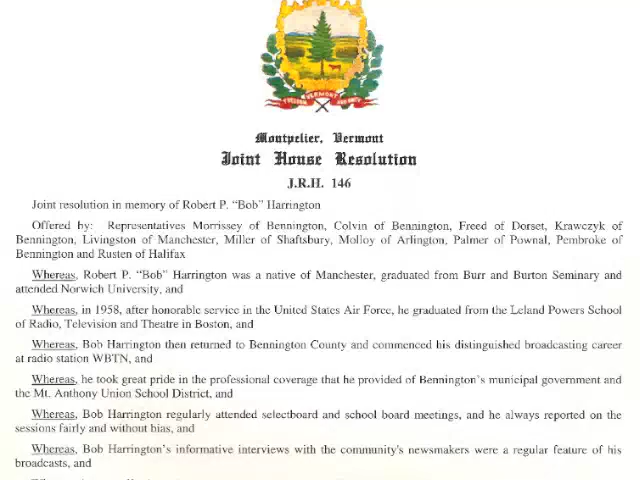 FREEDOM VERMONT AND UNITY
Montpelier, Vermont
Joint House Resolution
J.R.H. 146
Joint resolution in memory of Robert P. “Bob” Harrington
Offered by: Representatives Morrissey of Bennington, Colvin of Bennington, Freed of Dorset, Krawczyk of
Bennington, Livingston of Manchester, Miller of Shaftsbury, Molloy of Arlington, Palmer of Pownal, Pembroke of
Bennington and Rusten of Halifax
Whereas, Robert P. “Bob” Harrington was a native of Manchester, graduated from Burr and Burton Seminary and
attended Norwich University, and
Whereas, in 1958, after honorable service in the United States Air Force, he graduated from the Leland Powers School
of Radio, Television and Theatre in Boston, and
Whereas, Bob Harrington then returned to Bennington County and commenced his distinguished broadcasting career
at radio station WBTN, and
Whereas, he took great pride in the professional coverage that he provided of Bennington’s municipal government and
the Mt. Anthony Union School District, and
Whereas, Bob Harrington regularly attended selectboard and school board meetings, and he always reported on the
sessions fairly and without bias, and
Whereas, Bob Harrington’s informative interviews with the community's newsmakers were a regular feature of his
broadcasts, and